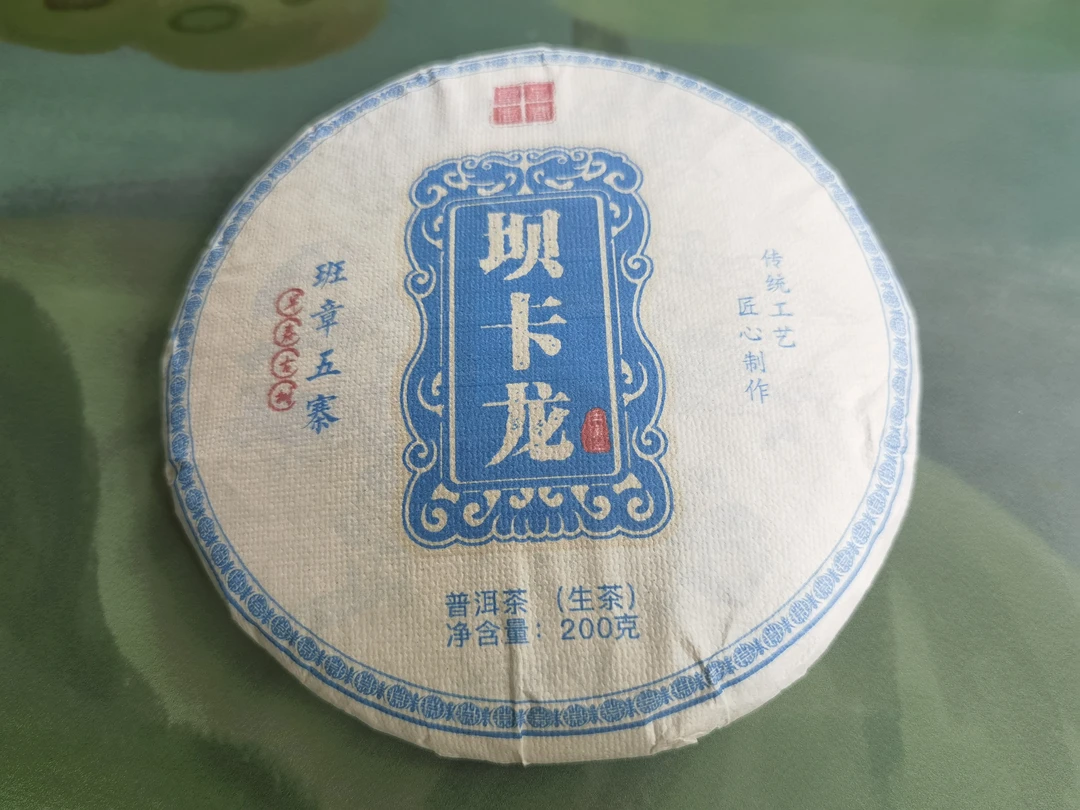 坝卡龙
班章五寨
传统工艺
匠心制作
普洱茶（生茶）
净含量：200克